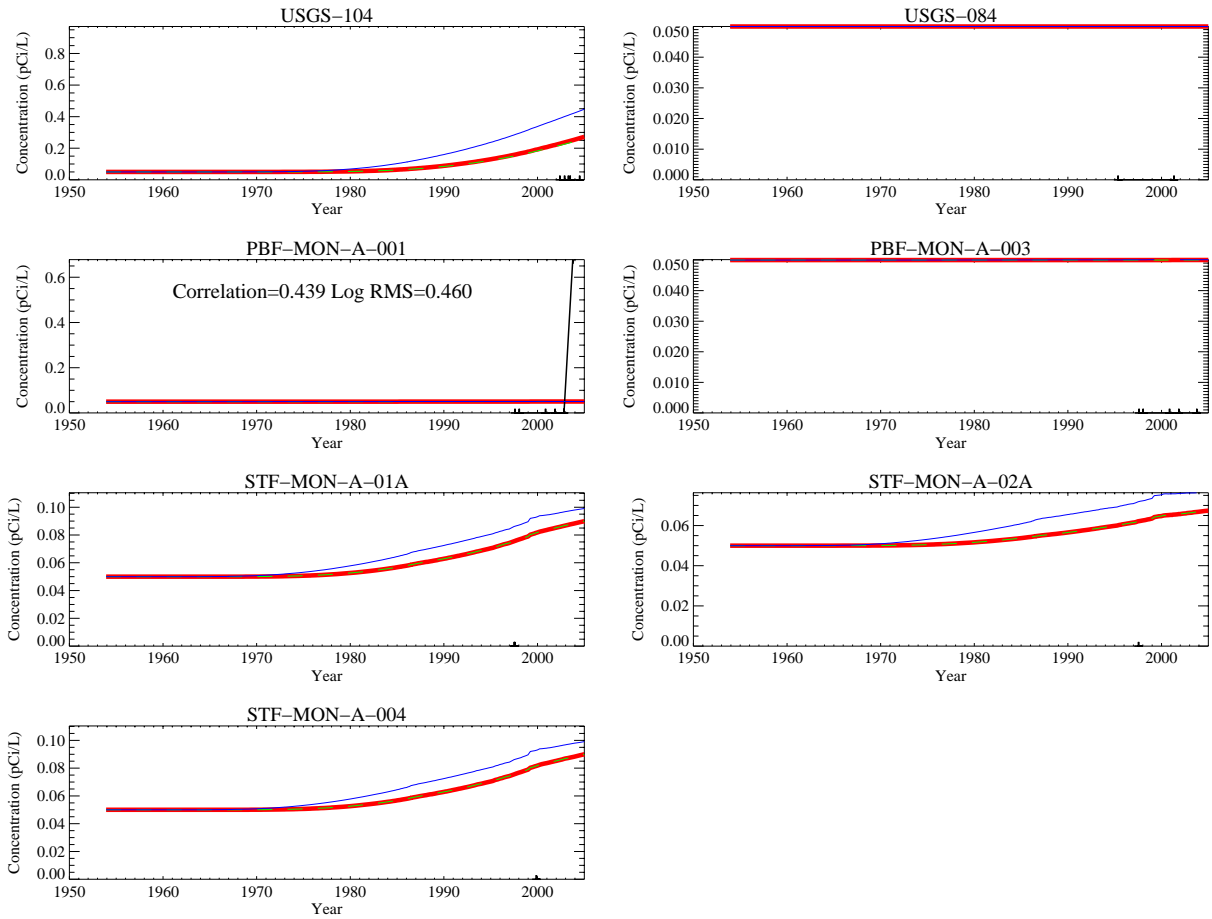 USGS−104
Concentration (pCi/L)
0.8
0.6
0.4
0.2
0.0
1950 1960 1970 1980 1990 2000
Year
USGS−084
Concentration (pCi/L)
0.050
0.040
0.030
0.020
0.010
0.000
1950 1960 1970 1980 1990 2000
Year
PBF−MON−A−001
Concentration (pCi/L)
0.6
0.4
0.2
0.0
Correlation=0.439 Log RMS=0.460
1950 1960 1970 1980 1990 2000
Year
PBF−MON−A−003
Concentration (pCi/L)
0.050
0.040
0.030
0.020
0.010
0.000
1950 1960 1970 1980 1990 2000
Year
STF−MON−A−01A
Concentration (pCi/L)
0.10
0.08
0.06
0.04
0.02
0.00
1950 1960 1970 1980 1990 2000
Year
STF−MON−A−02A
Concentration (pCi/L)
0.06
0.04
0.02
0.00
1950 1960 1970 1980 1990 2000
Year
STF−MON−A−004
Concentration (pCi/L)
0.10
0.08
0.06
0.04
0.02
0.00
1950 1960 1970 1980 1990 2000
Year